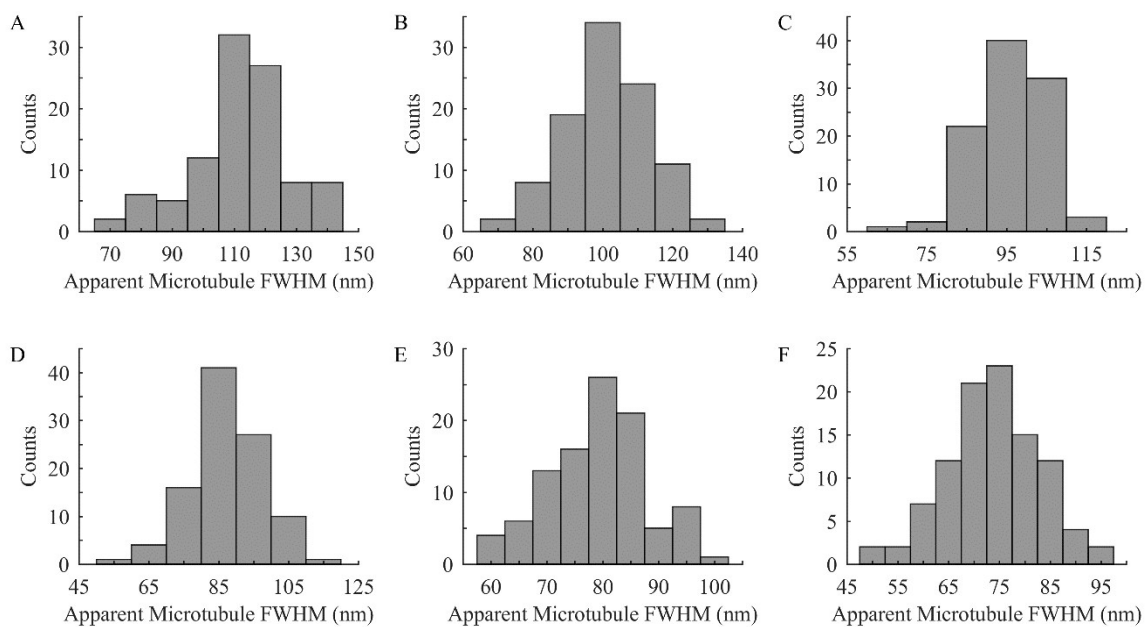 A
30
20
10
0
Counts
70 90 110 130 150
Apparent Microtubule FWHM (nm)
B
30
20
10
0
Counts
60 80 100 120 140
Apparent Microtubule FWHM (nm)
C
40
30
20
10
0
Counts
55 75 95 115
Apparent Microtubule FWHM (nm)
D
40
30
20
10
0
Counts
45 65 85 105 125
Apparent Microtubule FWHM (nm)
E
30
20
10
0
Counts
60 70 80 90 100
Apparent Microtubule FWHM (nm)
F
25
20
15
10
5
0
Counts
45 55 65 75 85 95
Apparent Microtubule FWHM (nm)